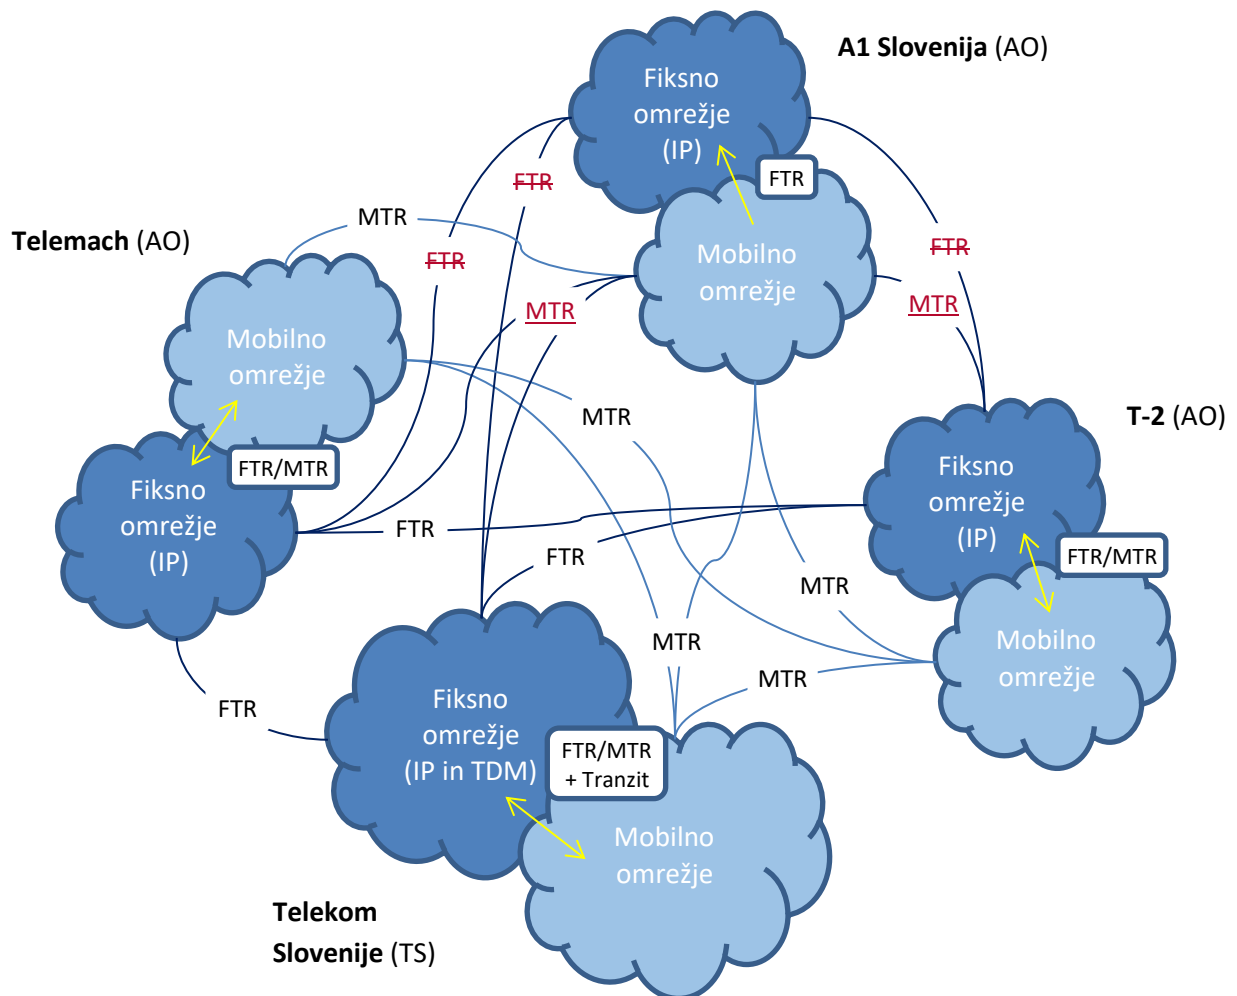 A1 Slovenija (AO)
Fiksno
omrežje
(IP)
FTR
FTR
MTR
Telemach (AO)
Mobilno
omrežje
FTR
FTR
MTR
MTR
Mobilno
omrežje
MTR
MTR
T-2 (AO)
FTR/MTR
Fiksno
omrežje
(IP)
Fiksno
omrežje
(IP)
FTR
FTR
FTR/MTR
MTR
Mobilno
omrežje
MTR
MTR
FTR
Fiksno
omrežje
(IP in TDM)
FTR/MTR
+ Tranzit
Mobilno
omrežje
Telekom
Slovenije (TS)